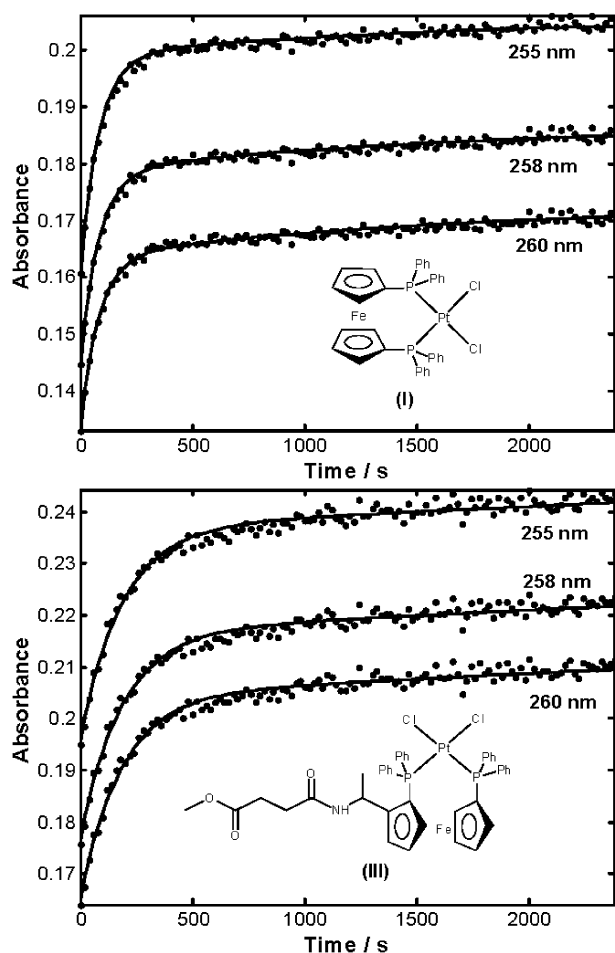 0.2
255 nm
0.19
0.18
258 nm
Absorbance
0.17
260 nm
0.16
Ph
Ph
P
Cl
Fe
Pt
0.15
P
Cl
Ph
Ph
0.14
(I)
0
500
1000
1500
2000
Time / s
0.24
255 nm
0.23
258 nm
0.22
Absorbance
0.21
260 nm
0.2
Cl
Cl
Pt
Ph
Ph
Ph
Ph
P
P
0.19
O
O
NH
Fe
0.18
O
(III)
0.17
0
500
1000
1500
2000
Time / s